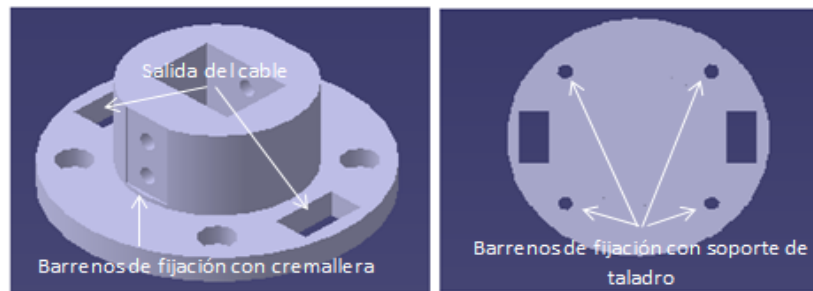 Salida del cable
Barrenos de fijación con cremallera
Barrenos de fijación con soporte de
taladro